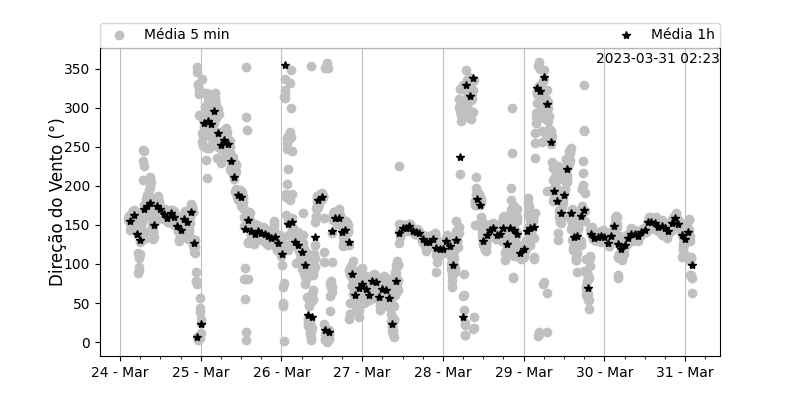 Média 5 min
Média 1h
2023-03-31 02:23
Direção do Vento (°)
350
300
250
200
150
100
50
0
24 - Mar
25 - Mar
26 - Mar
27 - Mar
28 - Mar
29 - Mar
30 - Mar
31 - Mar